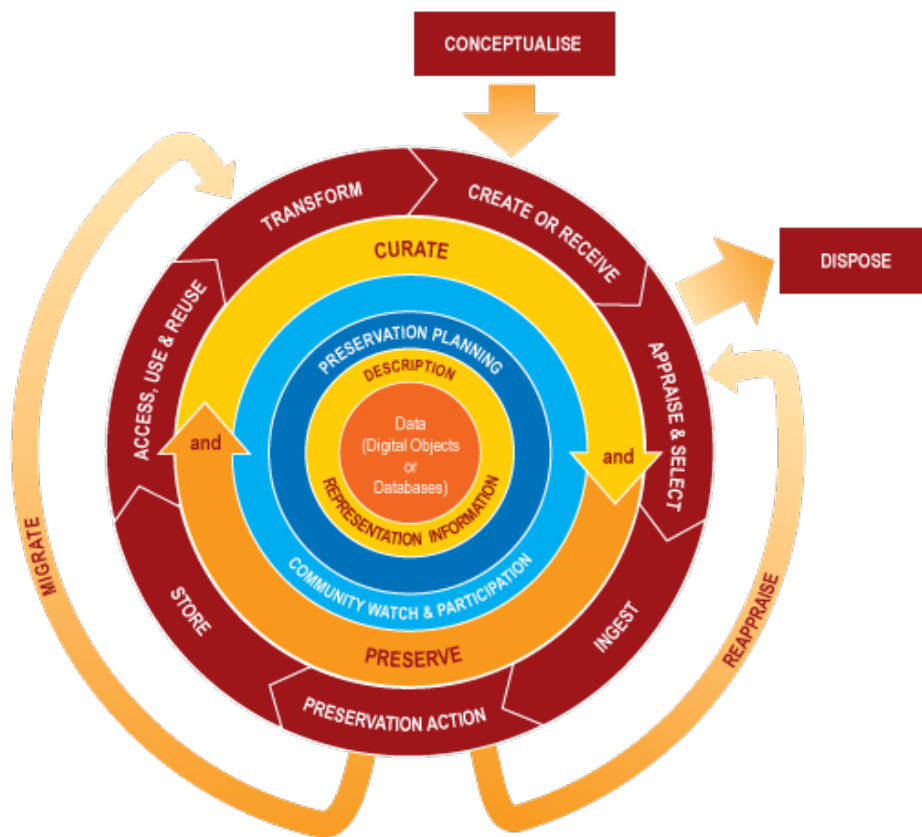 CONCEPTUALISE
CREATE OR RECEIVE
DISPOSE
APPRAISE & SELECT
INGEST
PRESERVATION ACTION
STORE
ACCESS, USE & REUSE
TRANSFORM
MIGRATE
REAPPRAISE
CURATE
and
PRESERVE
and
PRESERVATION PLANNING
COMMUNITY WATCH & PARTICIPATION
DESCRIPTION
REPRESENTATION INFORMATION
Data
(Digital Objects
or
Databases)